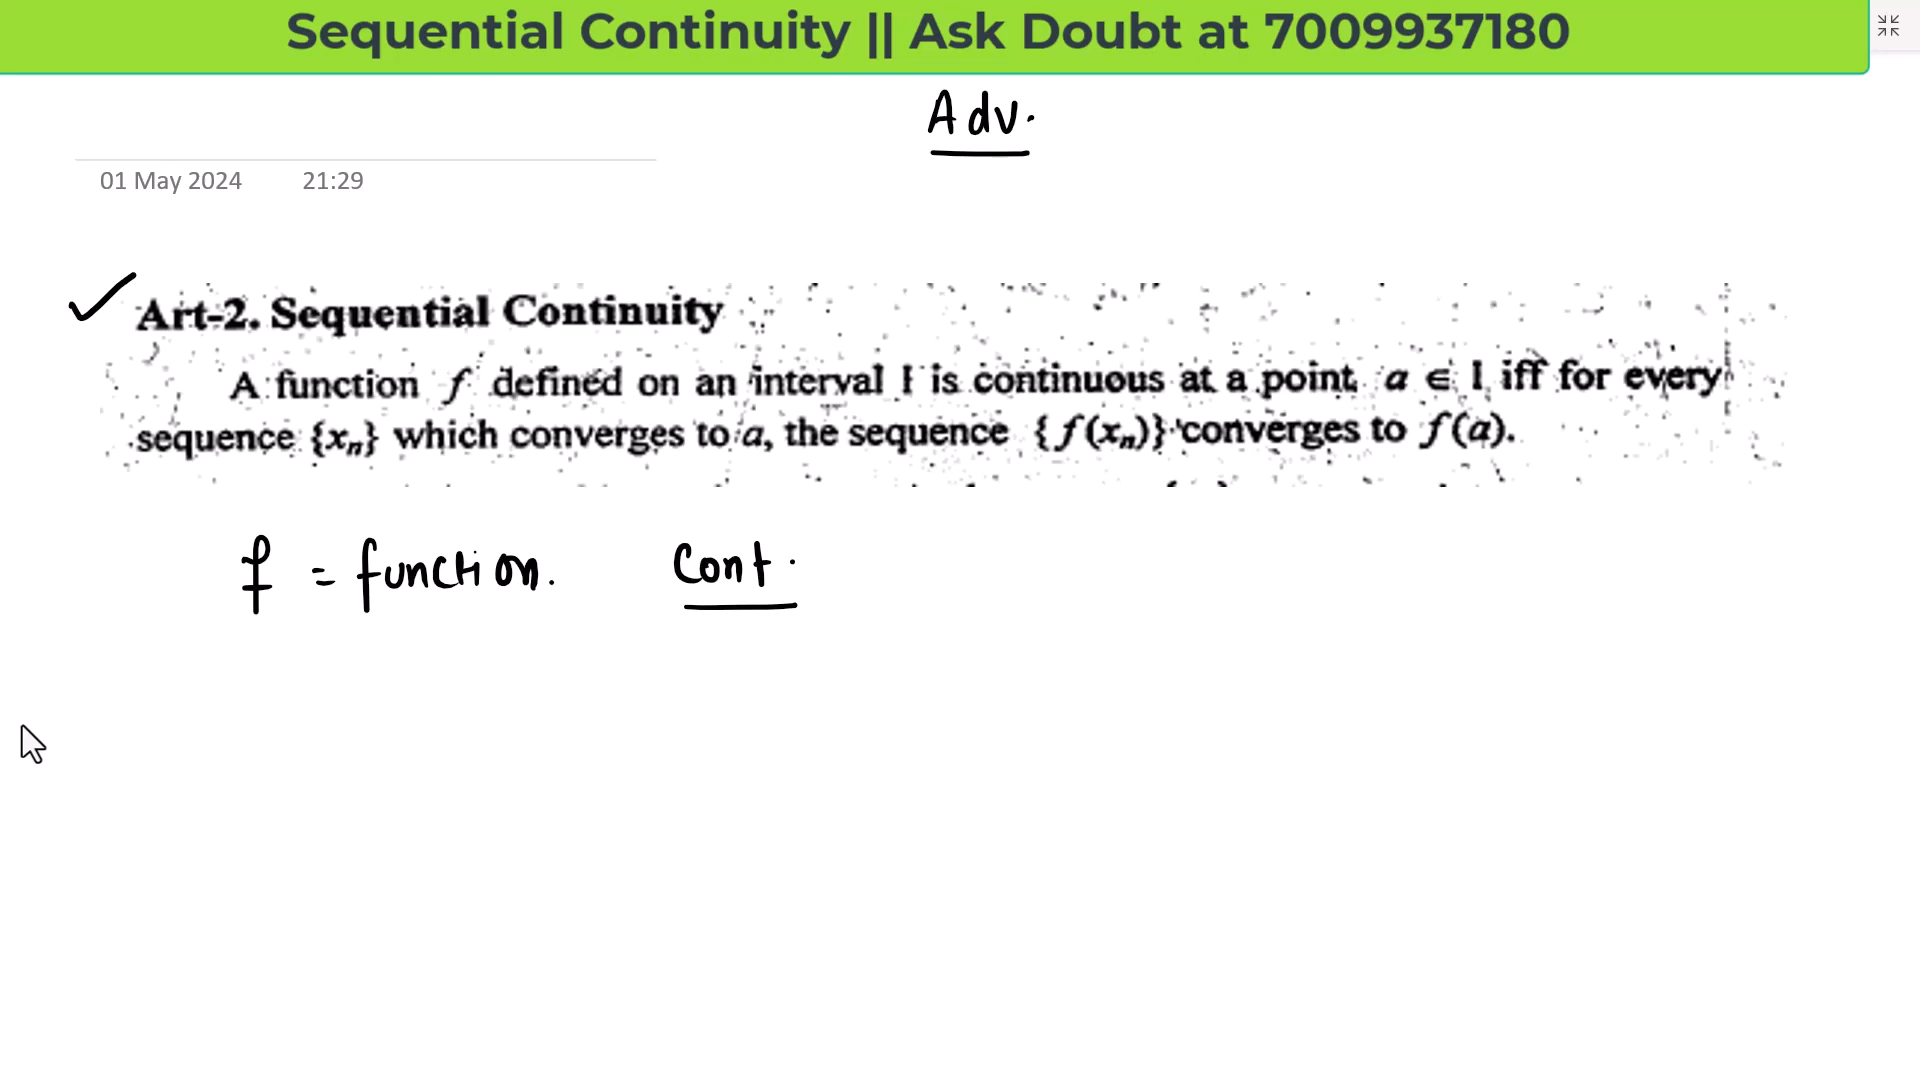 Sequential Continuity || Ask Doubt at 7009937180
Adv.
01 May 2024 21:29
Art-2. Sequential Continuity
A function f defined on an interval I is continuous at a point a ∈ I iff for every
sequence {xₙ} which converges to a, the sequence {f(xₙ)} converges to f(a).
f = function. Cont.